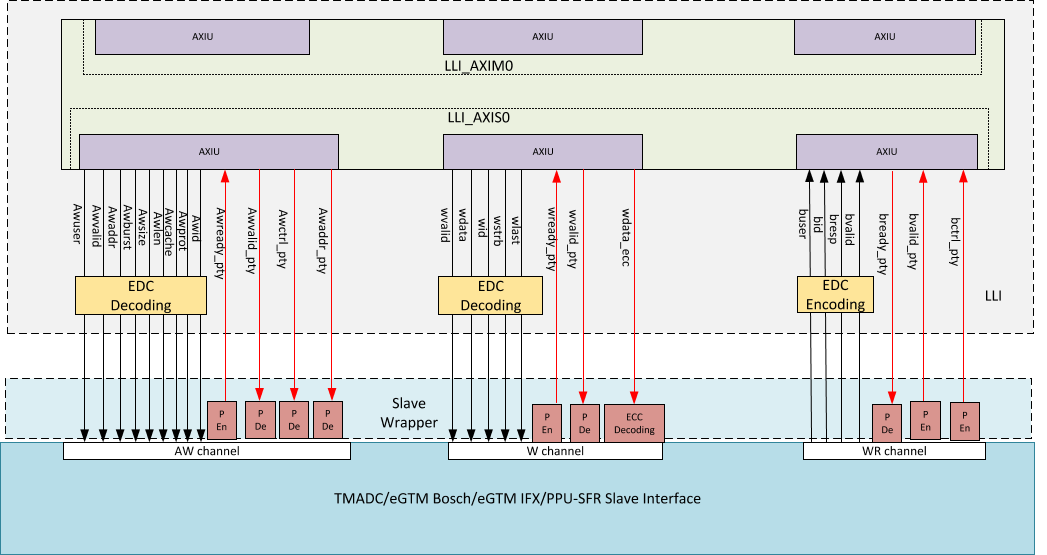 AXIU
AXIU
AXIU
LLI_AXIM0
LLI_AXIS0
AXIU
AXIU
AXIU
Awuser
Awvalid
Awaddr
Awburst
Awsize
Awlen
Awcache
Awprot
Awid
Awready_pty
Awvalid_pty
Awctrl_pty
Awaddr_pty
wvalid
wdata
wid
wstrb
wlast
wready_pty
wvalid_pty
wdata_ecc
buser
bid
bresp
bvalid
bready_pty
bvalid_pty
bctrl_pty
EDC
Decoding
EDC
Decoding
EDC
Encoding
LLI
Slave
Wrapper
P
En
P
De
P
De
P
De
P
En
P
De
ECC
Decoding
P
De
P
En
P
En
AW channel
W channel
WR channel
TMADC/eGTM Bosch/eGTM IFX/PPU-SFR Slave Interface